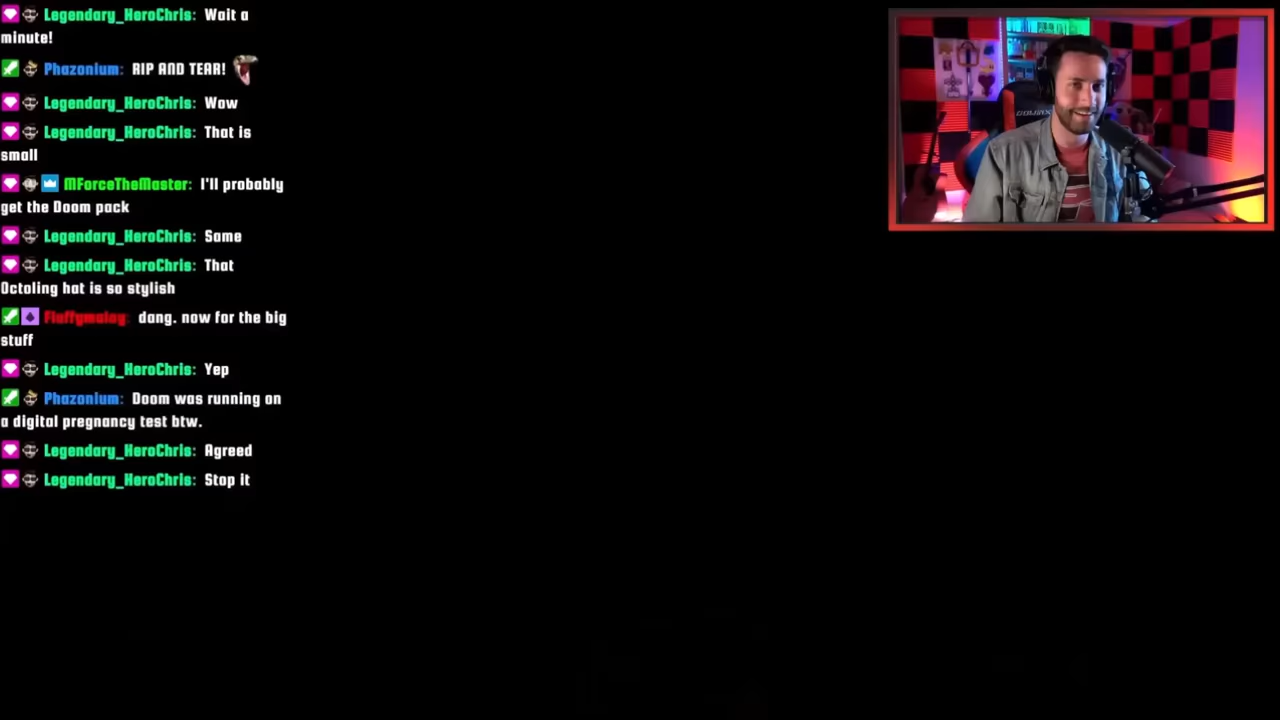 Legendary_HeroChris: Wait a
minute!
Phazonium: RIP AND TEAR!
Legendary_HeroChris: Wow
Legendary_HeroChris: That is
small
MForceTheMaster: I'll probably
get the Doom pack
Legendary_HeroChris: Same
Legendary_HeroChris: That
Octoling hat is so stylish
dang. now for the big
stuff
Legendary_HeroChris: Yep
Phazonium: Doom was running on
a digital pregnancy test btw.
Legendary_HeroChris: Agreed
Legendary_HeroChris: Stop it